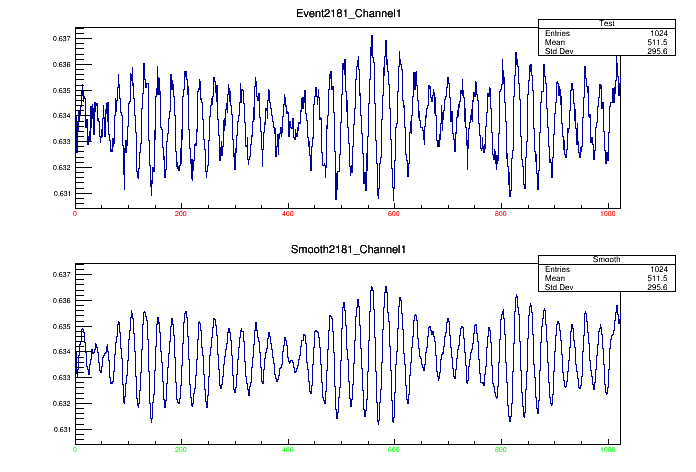 Event2181_Channel1
Test
Entries 1024
Mean 511.5
Std Dev 295.6
0.637
0.636
0.635
0.634
0.633
0.632
0.631
0 200 400 600 800 1000
Smooth2181_Channel1
Smooth
Entries 1024
Mean 511.5
Std Dev 295.6
0.637
0.636
0.635
0.634
0.633
0.632
0.631
0 200 400 600 800 1000